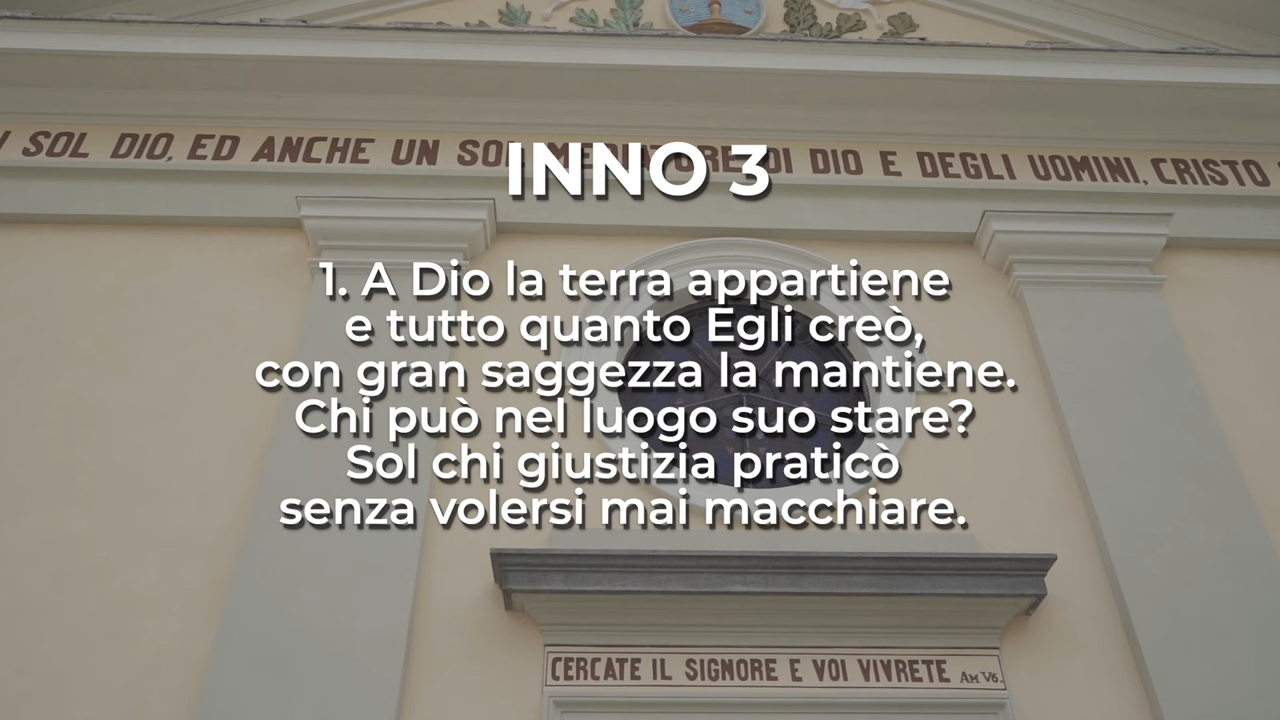 SOL DIO, ED ANCHE UN SOL MEDIATORE DI DIO E DEGLI UOMINI, CRISTO
INNO 3
1. A Dio la terra appartiene
e tutto quanto Egli creò,
con gran saggezza la mantiene.
Chi può nel luogo suo stare?
Sol chi giustizia praticò
senza volersi mai macchiare.
CERCATE IL SIGNORE E VOI VIVRETE Am V6.